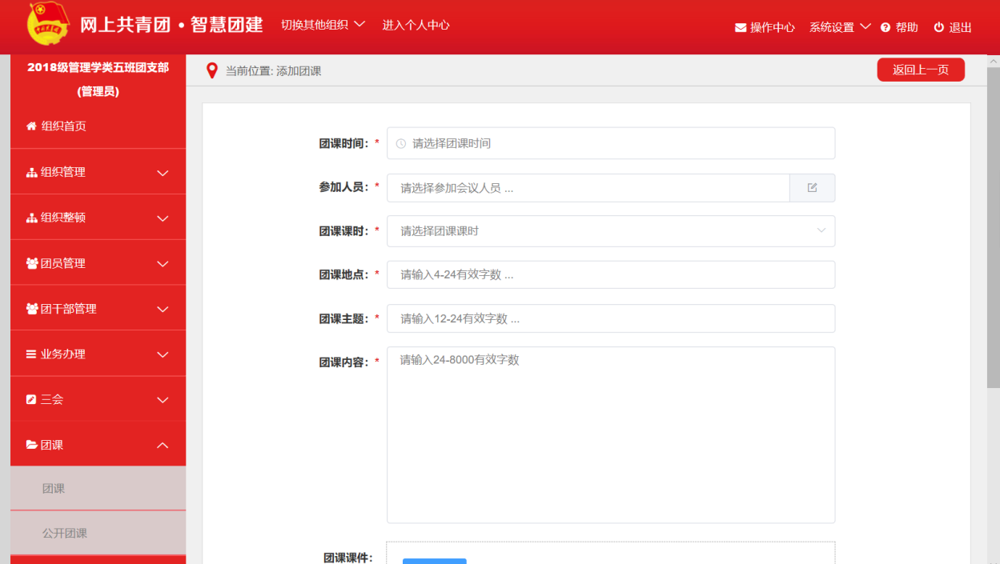 网上共青团·智慧团建
切换其他组织
进入个人中心
操作中心
系统设置
帮助
退出
2018级管理学类五班团支部
(管理员)
组织首页
组织管理
组织整顿
团员管理
团干部管理
业务办理
三会
团课
团课
公开团课
当前位置: 添加团课
返回上一页
团课时间： * 请选择团课时间
参加人员： * 请选择参加会议人员 ...
团课课时： * 请选择团课课时
团课地点： * 请输入4-24有效字数 ...
团课主题： * 请输入12-24有效字数 ...
团课内容： * 请输入24-8000有效字数
团课课件：